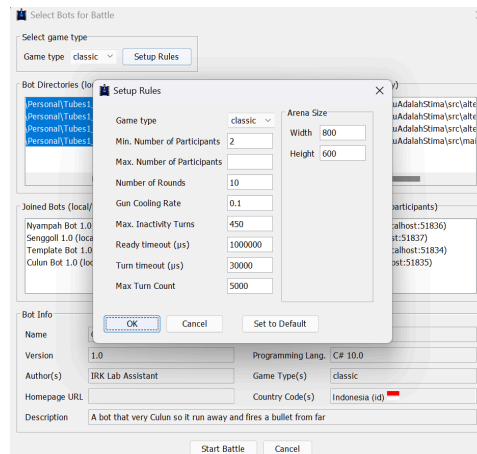 Select Bots for Battle
Select game type
Game type classic Setup Rules
Bot Directories (lo
\Personal\Tubes1
\Personal\Tubes1
\Personal\Tubes1
\Personal\Tubes1
uAdalahStima\src\alte
uAdalahStima\src\alte
uAdalahStima\src\alte
uAdalahStima\src\mai
Setup Rules
Game type classic
Min. Number of Participants 2
Max. Number of Participants
Number of Rounds 10
Gun Cooling Rate 0.1
Max. Inactivity Turns 450
Ready timeout (µs) 1000000
Turn timeout (µs) 30000
Max Turn Count 5000
Arena Size
Width 800
Height 600
OK Cancel Set to Default
Joined Bots (local/
participants)
Nyampah Bot 1.0
Senggoll 1.0 (loca
Template Bot 1.0
Culun Bot 1.0 (loc
calhost:51836)
st:51837)
calhost:51834)
ost:51835)
Bot Info
Name
Version 1.0 Programming Lang. C# 10.0
Author(s) IRK Lab Assistant Game Type(s) classic
Homepage URL Country Code(s) Indonesia (id)
Description A bot that very Culun so it run away and fires a bullet from far
Start Battle Cancel